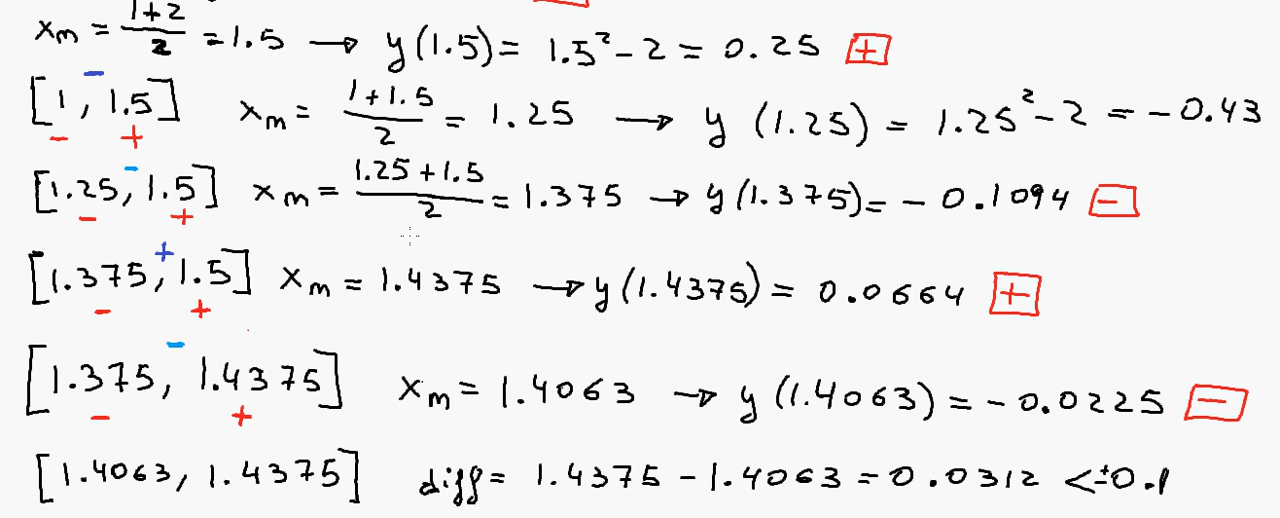 xm = 1+2/2 = 1.5 → y(1.5) = 1.5² - 2 = 0.25 +
[1, 1.5] xm = 1+1.5/2 = 1.25 → y (1.25) = 1.25² - 2 = - 0.43
[1.25, 1.5] xm = 1.25+1.5/2 = 1.375 → y(1.375) = - 0.1094 -
[1.375, 1.5] xm = 1.4375 → y(1.4375) = 0.0664 +
[1.375, 1.4375] xm = 1.4063 → y (1.4063) = - 0.0225 -
[1.4063, 1.4375] diff = 1.4375 - 1.4063 = 0.0312 < ±0.1